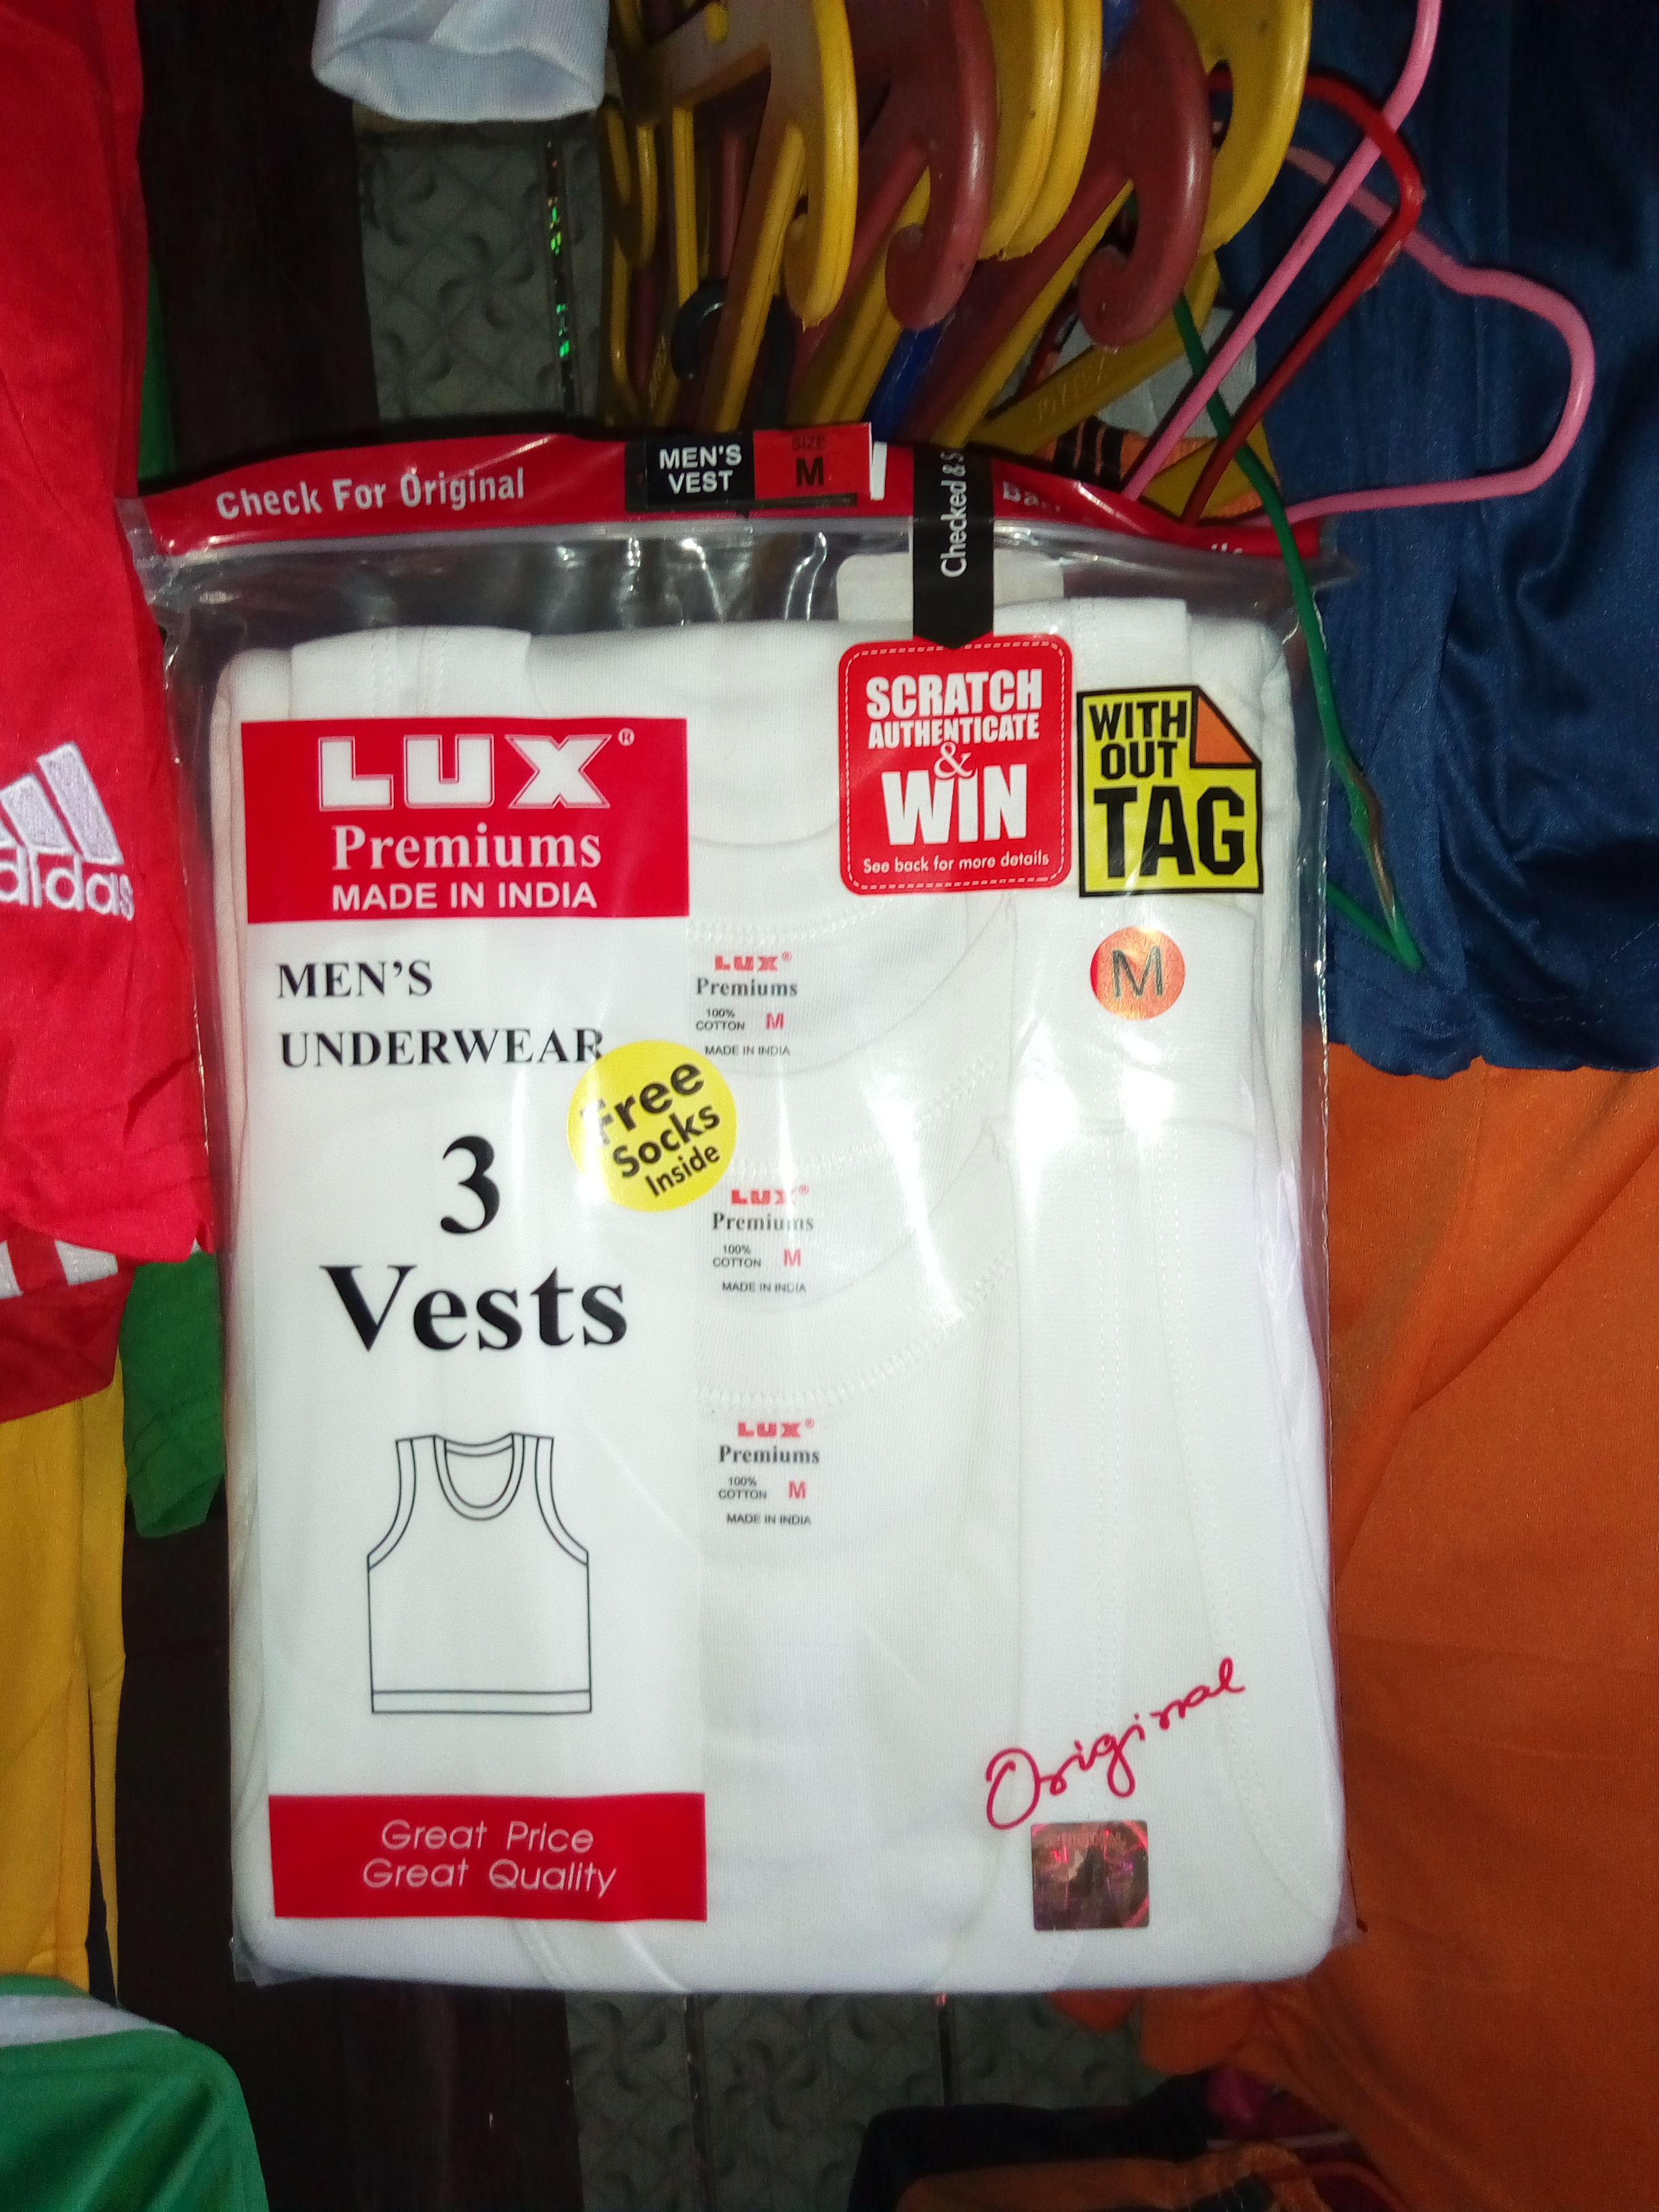 Check For Original
MEN'S
VEST
SIZE
M
Checked &
LUX®
Premiums
MADE IN INDIA
SCRATCH
AUTHENTICATE
&
WIN
See back for more details
WITH
OUT
TAG
M
adidas
MEN'S
UNDERWEAR
Free
Socks
Inside
3
Vests
LUX®
Premiums
100%
COTTON M
MADE IN INDIA
LUX®
Premiums
100%
COTTON M
MADE IN INDIA
LUX®
Premiums
100%
COTTON M
MADE IN INDIA
Original
Great Price
Great Quality